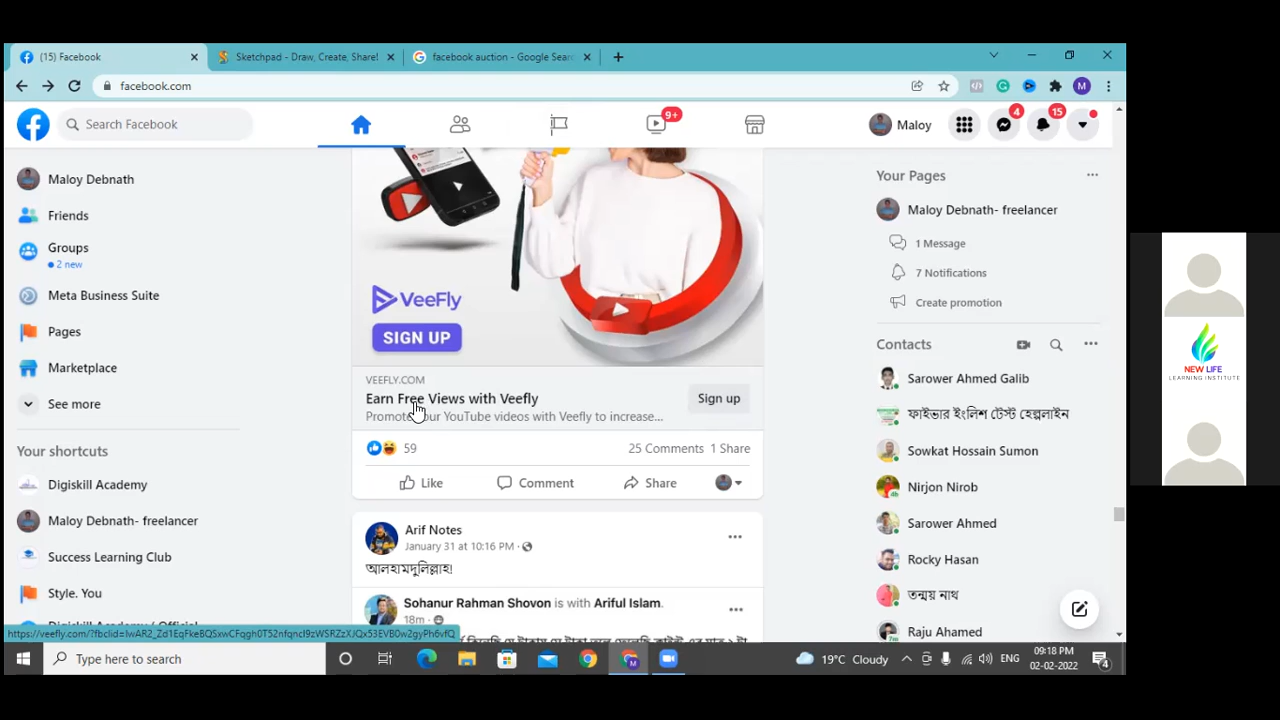 (15) Facebook
Sketchpad - Draw, Create, Share!
facebook auction - Google Sear
facebook.com
M
Search Facebook
9+
Maloy
4
15
Maloy Debnath
Friends
Groups
2 new
Meta Business Suite
Pages
Marketplace
See more
Your shortcuts
Digiskill Academy
Maloy Debnath- freelancer
Success Learning Club
Style. You
Digiskill Academy / Official
VEEFLY
SIGN UP
VEEFLY.COM
Earn Free Views with Veefly
Promote your YouTube videos with Veefly to increase...
Sign up
59
25 Comments 1 Share
Like
Comment
Share
Arif Notes
January 31 at 10:16 PM
আলহামদুলিল্লাহ!
Sohanur Rahman Shovon is with Ariful Islam.
18m
Your Pages
Maloy Debnath- freelancer
1 Message
7 Notifications
Create promotion
Contacts
Sarower Ahmed Galib
ফাইভার ইংলিশ টেস্ট হেল্পলাইন
Sowkat Hossain Sumon
Nirjon Nirob
Sarower Ahmed
Rocky Hasan
তন্ময় নাথ
Raju Ahamed
Type here to search
19°C Cloudy
ENG
09:18 PM
02-02-2022
4
NEW LIFE
LEARNING INSTITUTE